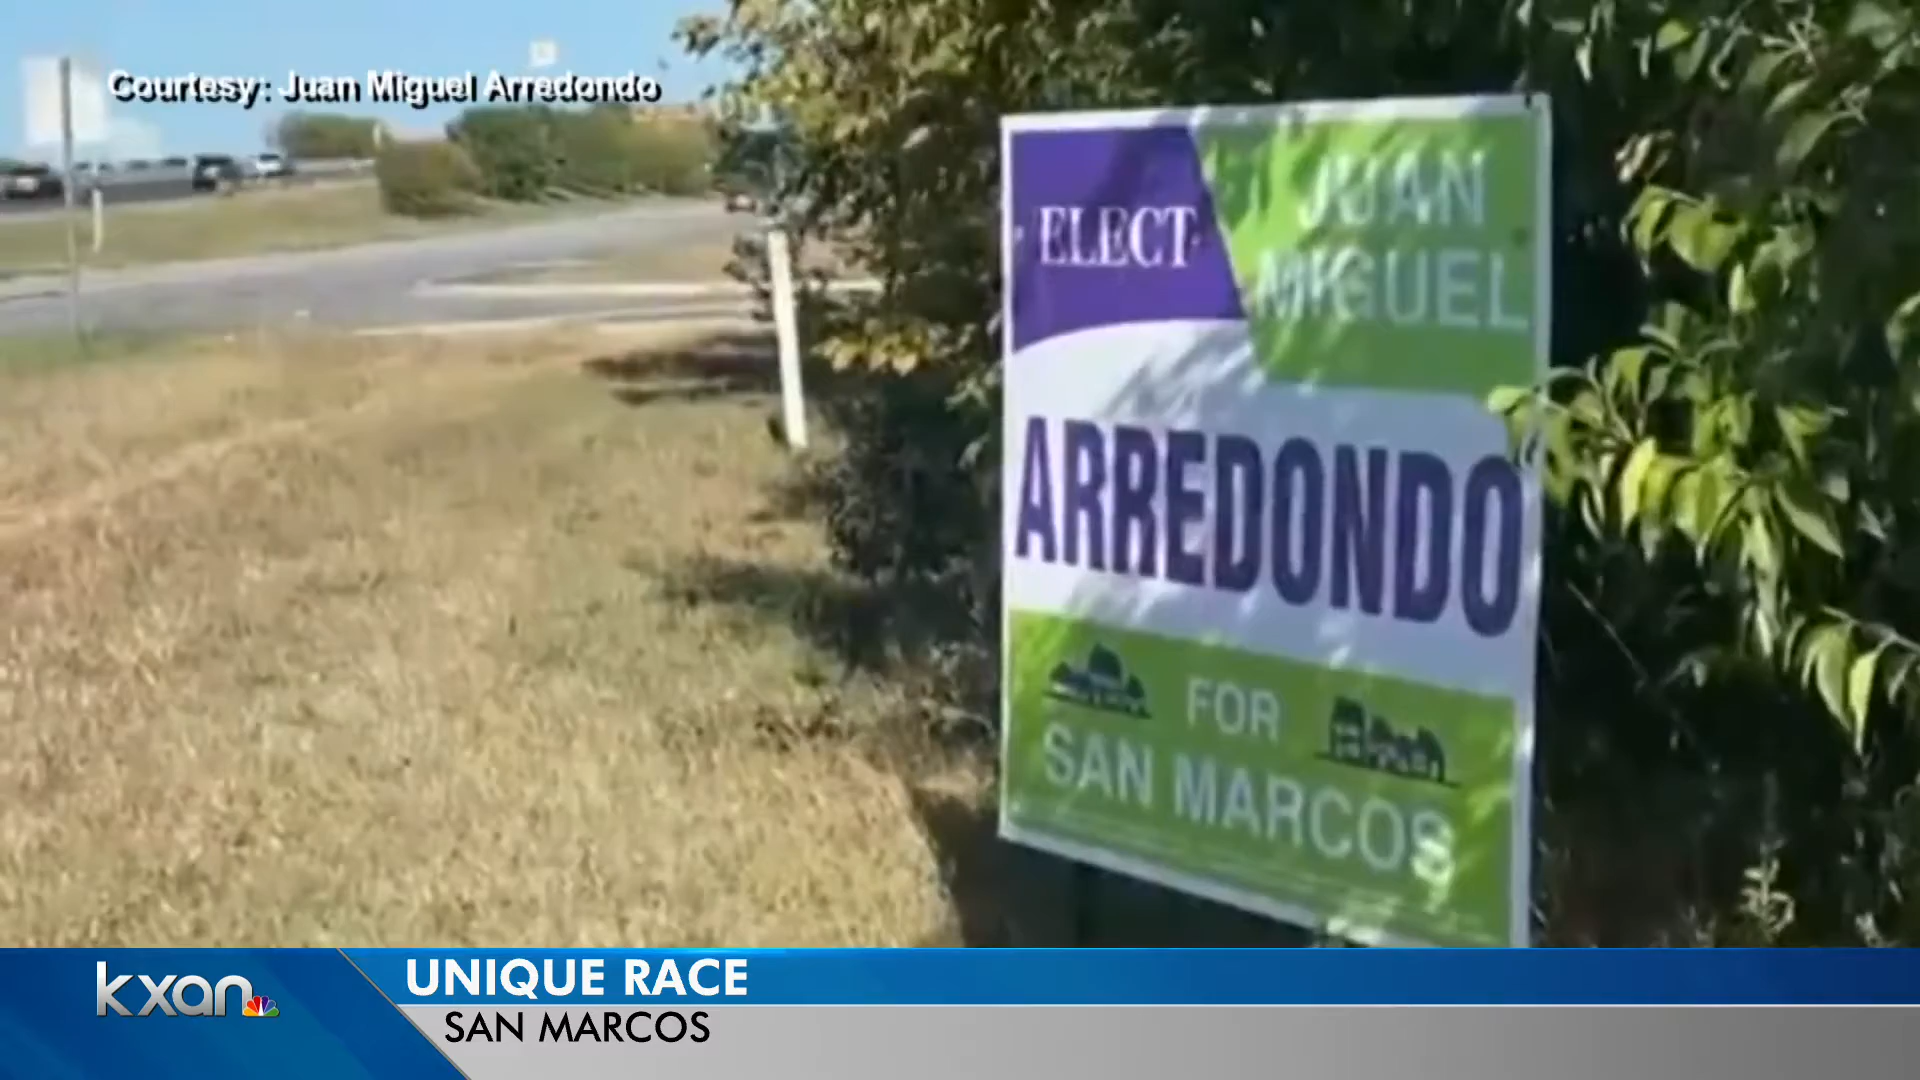 Courtesy: Juan Miguel Arredondo
ELECT
JUAN
MIGUEL
ARREDONDO
FOR
SAN MARCOS
kxan
UNIQUE RACE
SAN MARCOS